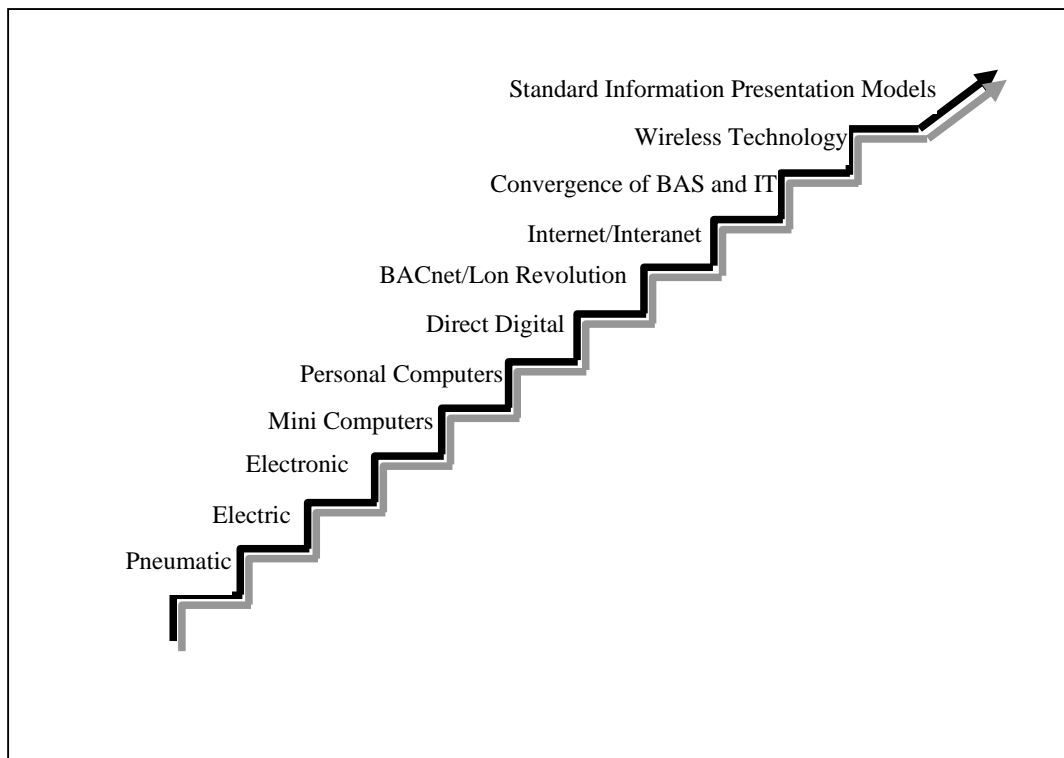 Standard Information Presentation Models
Wireless Technology
Convergence of BAS and IT
Internet/Interanet
BACnet/Lon Revolution
Direct Digital
Personal Computers
Mini Computers
Electronic
Electric
Pneumatic